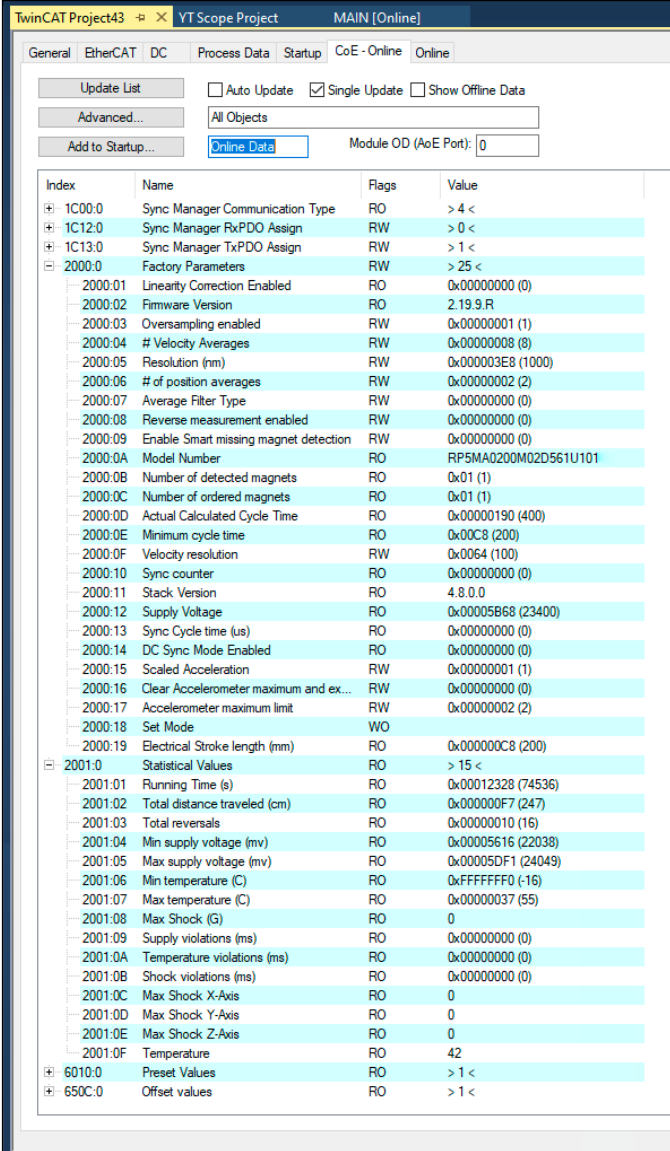 TwinCAT Project43 YT Scope Project MAIN [Online]
General EtherCAT DC Process Data Startup CoE - Online Online
Update List Auto Update Single Update Show Offline Data
Advanced... All Objects
Add to Startup... Online Data Module OD (AoE Port): 0
Index Name Flags Value
1C00:0 Sync Manager Communication Type RO > 4 <
1C12:0 Sync Manager RxPDO Assign RW > 0 <
1C13:0 Sync Manager TxPDO Assign RW > 1 <
2000:0 Factory Parameters RW > 25 <
2000:01 Linearity Correction Enabled RO 0x00000000 (0)
2000:02 Firmware Version RO 2.19.9.R
2000:03 Oversampling enabled RW 0x00000001 (1)
2000:04 # Velocity Averages RW 0x00000008 (8)
2000:05 Resolution (nm) RW 0x000003E8 (1000)
2000:06 # of position averages RW 0x00000002 (2)
2000:07 Average Filter Type RW 0x00000000 (0)
2000:08 Reverse measurement enabled RW 0x00000000 (0)
2000:09 Enable Smart missing magnet detection RW 0x00000000 (0)
2000:0A Model Number RO RP5MA0200M02D561U101
2000:0B Number of detected magnets RO 0x01 (1)
2000:0C Number of ordered magnets RO 0x01 (1)
2000:0D Actual Calculated Cycle Time RO 0x00000190 (400)
2000:0E Minimum cycle time RO 0x00C8 (200)
2000:0F Velocity resolution RW 0x0064 (100)
2000:10 Sync counter RO 0x00000000 (0)
2000:11 Stack Version RO 4.8.0.0
2000:12 Supply Voltage RO 0x00005B68 (23400)
2000:13 Sync Cycle time (us) RO 0x00000000 (0)
2000:14 DC Sync Mode Enabled RO 0x00000000 (0)
2000:15 Scaled Acceleration RW 0x00000001 (1)
2000:16 Clear Accelerometer maximum and ex... RW 0x00000000 (0)
2000:17 Accelerometer maximum limit RW 0x00000002 (2)
2000:18 Set Mode WO
2000:19 Electrical Stroke length (mm) RO 0x000000C8 (200)
2001:0 Statistical Values RO > 15 <
2001:01 Running Time (s) RO 0x00012328 (74536)
2001:02 Total distance traveled (cm) RO 0x000000F7 (247)
2001:03 Total reversals RO 0x00000010 (16)
2001:04 Min supply voltage (mv) RO 0x00005616 (22038)
2001:05 Max supply voltage (mv) RO 0x00005DF1 (24049)
2001:06 Min temperature (C) RO 0xFFFFFFF0 (-16)
2001:07 Max temperature (C) RO 0x00000037 (55)
2001:08 Max Shock (G) RO 0
2001:09 Supply violations (ms) RO 0x00000000 (0)
2001:0A Temperature violations (ms) RO 0x00000000 (0)
2001:0B Shock violations (ms) RO 0x00000000 (0)
2001:0C Max Shock X-Axis RO 0
2001:0D Max Shock Y-Axis RO 0
2001:0E Max Shock Z-Axis RO 0
2001:0F Temperature RO 42
6010:0 Preset Values RO > 1 <
650C:0 Offset values RO > 1 <